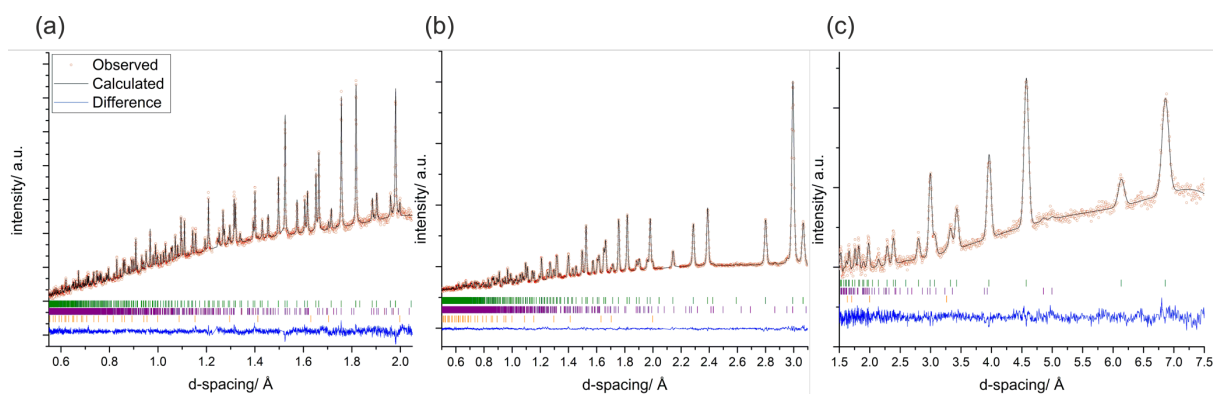 (a)
Observed
Calculated
Difference
intensity/ a.u.
0.6 0.8 1.0 1.2 1.4 1.6 1.8 2.0
d-spacing/ Å
(b)
intensity/ a.u.
0.6 0.8 1.0 1.2 1.4 1.6 1.8 2.0 2.2 2.4 2.6 2.8 3.0
d-spacing/ Å
(c)
intensity/ a.u.
1.5 2.0 2.5 3.0 3.5 4.0 4.5 5.0 5.5 6.0 6.5 7.0 7.5
d-spacing/ Å